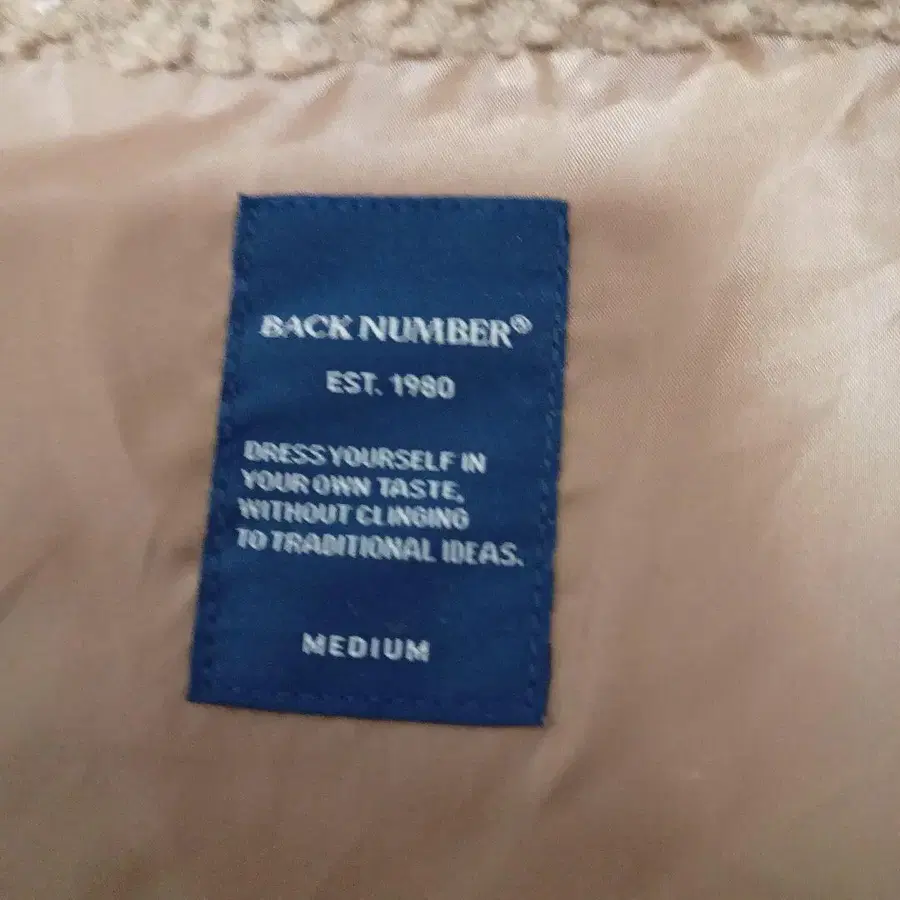 BACK NUMBER®
EST. 1980
DRESS YOURSELF IN
YOUR OWN TASTE,
WITHOUT CLINGING
TO TRADITIONAL IDEAS.
MEDIUM